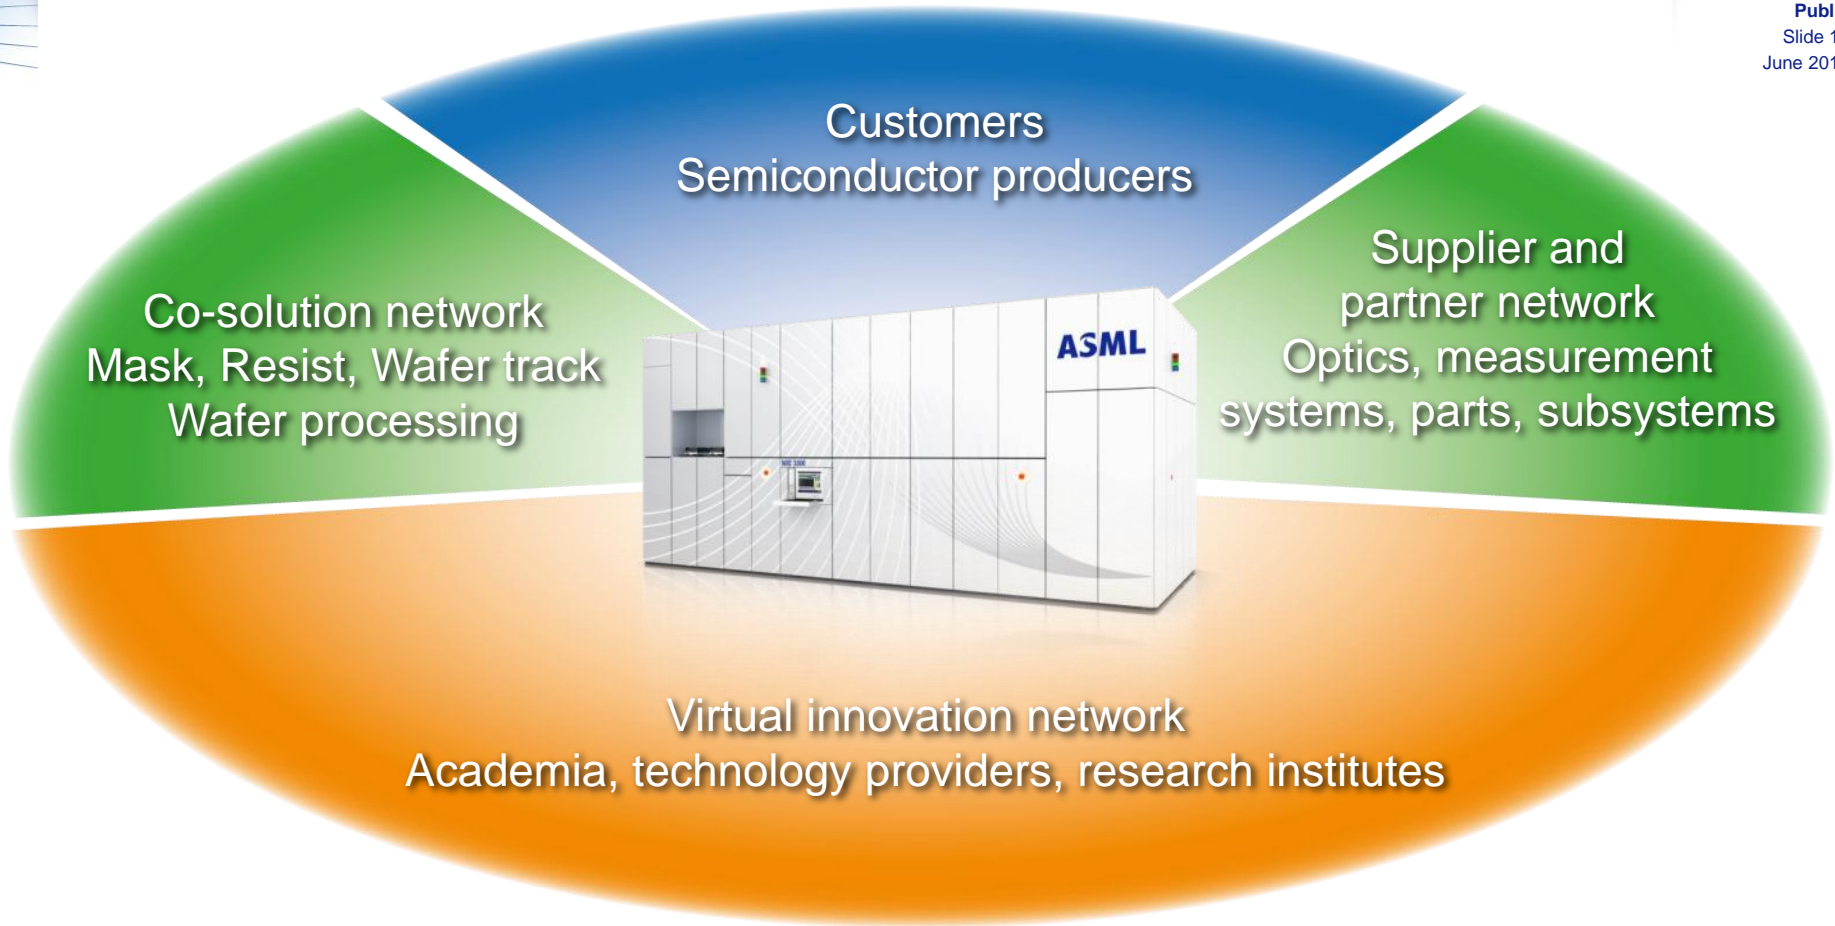 Publ
Slide 1
June 201
Customers
Semiconductor producers
Supplier and
partner network
Optics, measurement
systems, parts, subsystems
Co-solution network
Mask, Resist, Wafer track
Wafer processing
ASML
Virtual innovation network
Academia, technology providers, research institutes